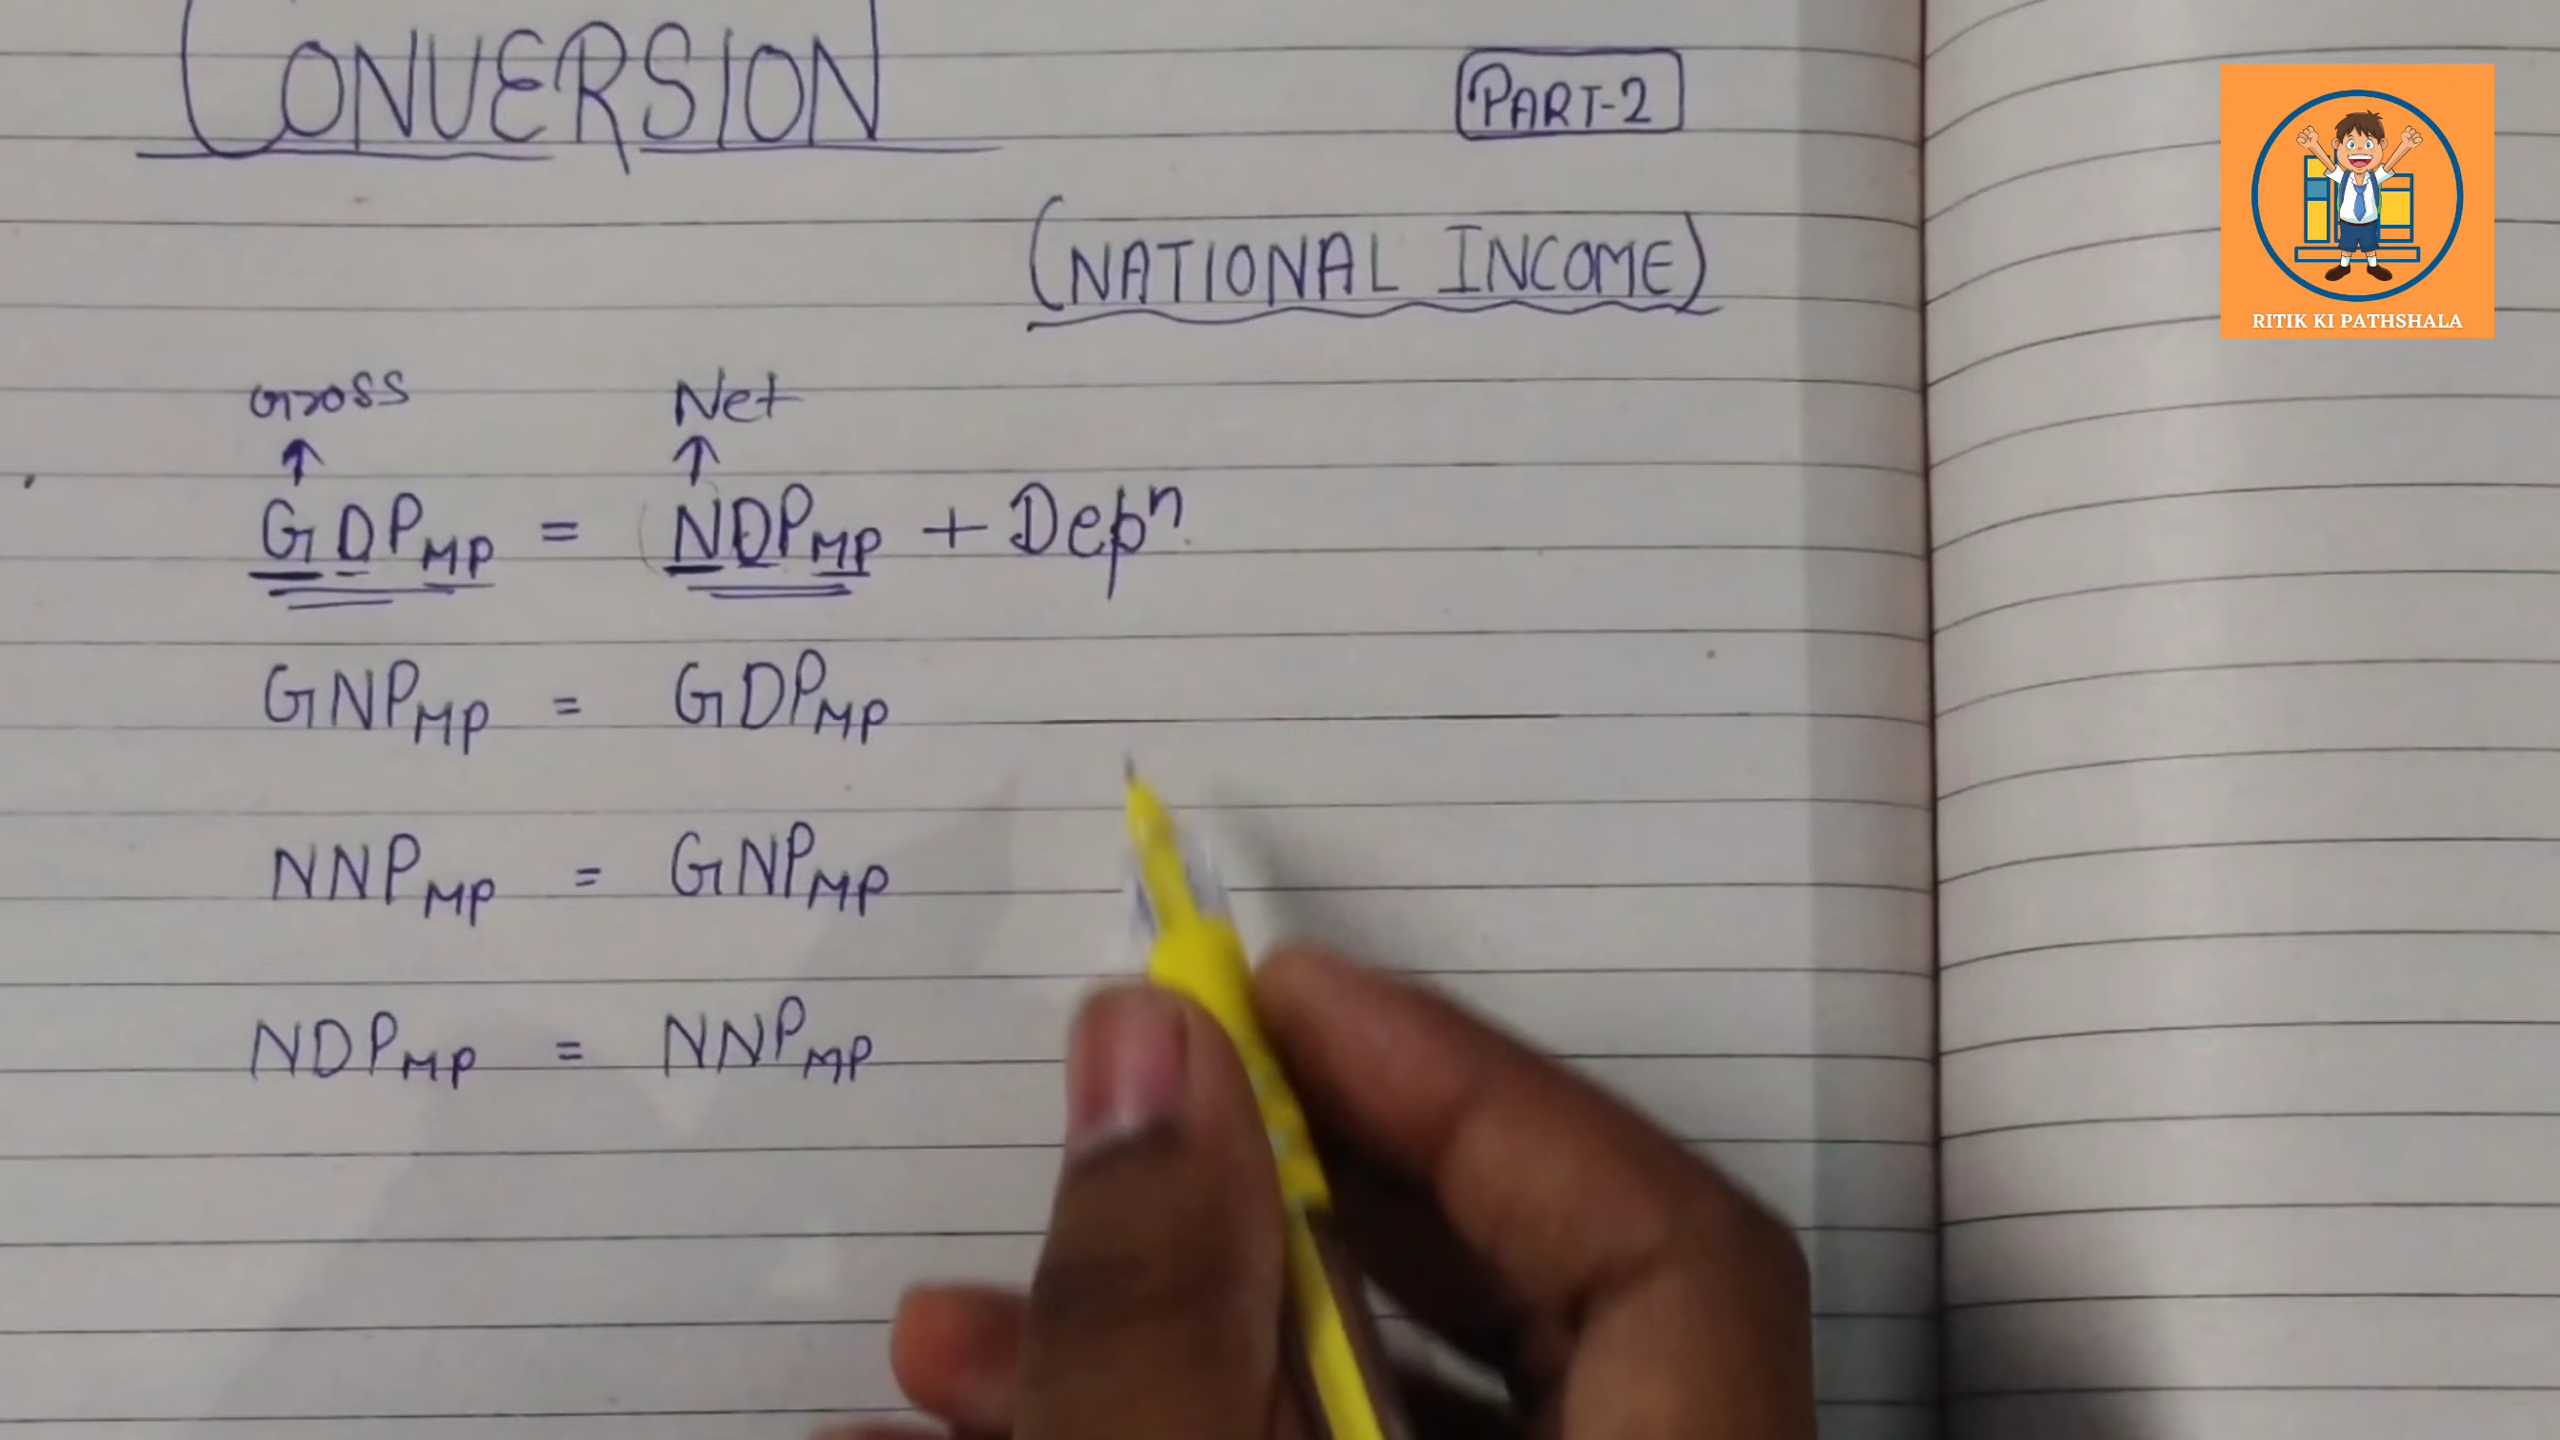 CONVERSION
PART-2
(NATIONAL INCOME)
RITIK KI PATHSHALA
Gross Net
GDPMP = NDPMP + Depn
GNPMP = GDPMP
NNPMP = GNPMP
NDPMP = NNPMP